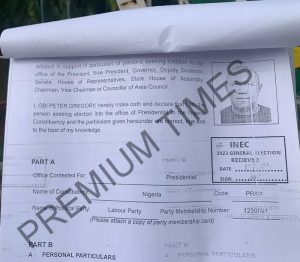 Affidavit in support of particulars of persons seeking Election to
the office of President, Vice President, Governor, Deputy Governor,
Senate, House of Representatives, State House of Assembly
Chairman, Vice Chairman or Councillor of Area Council.
I, OBI PETER GREGORY, hereby make oath and declare that
person seeking election into the office of President in the
Constituency and the particulars given hereunder are and to
the best of my knowledge.
INEC
2023 GENERAL ELECTION
RECIEVED
DATE
SIGN
PART A
Office Contested For: Presidential
Name of Constituency: Nigeria Code: PR/01
Name of Political Party: Labour Party Party Membership Number:
(Please attach a copy of party membership card)
PART B
A PERSONAL PARTICULARS
PREMIUM TIMES